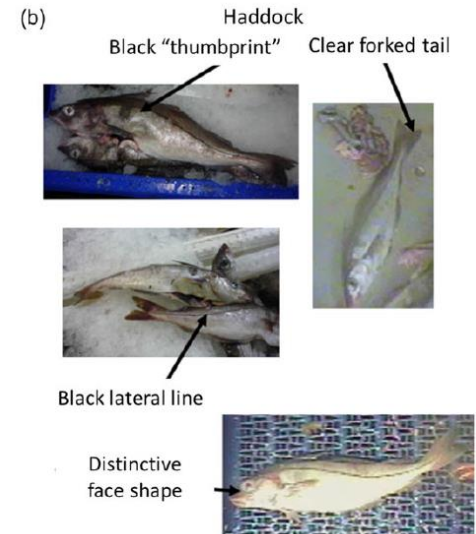 (b)
Haddock
Black “thumbprint”
Clear forked tail
Black lateral line
Distinctive
face shape